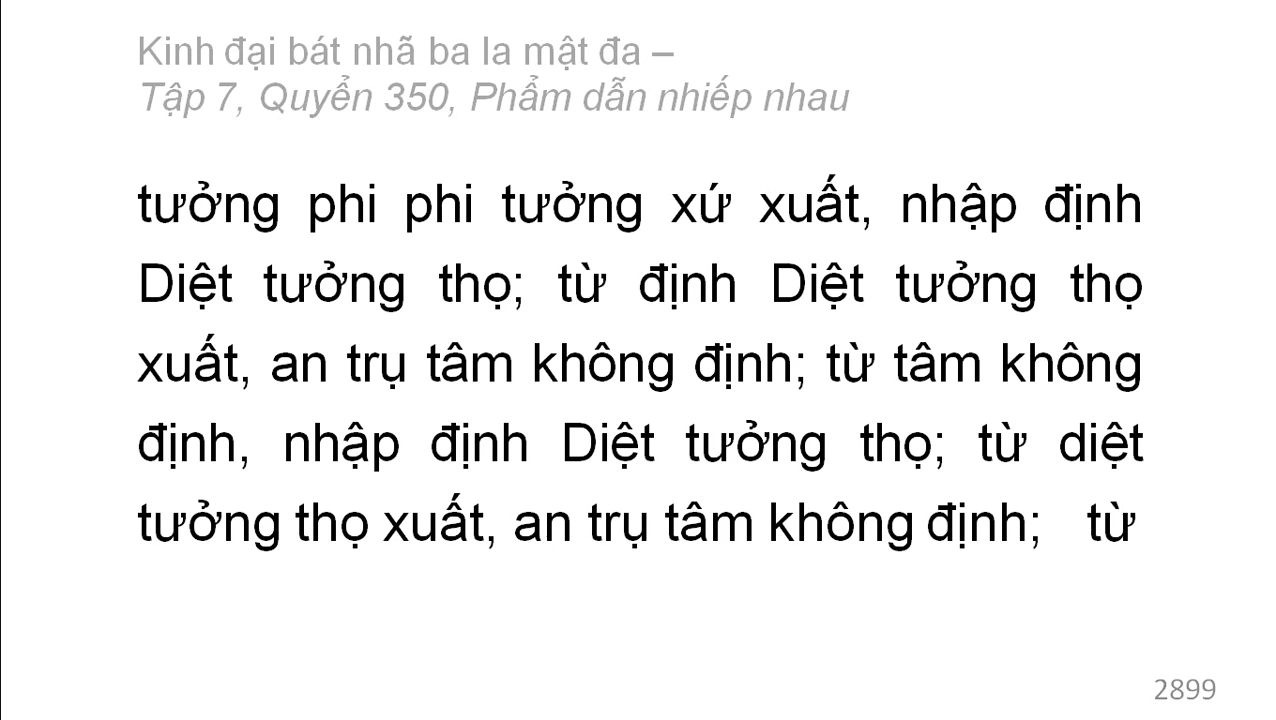 Kinh đại bát nhã ba la mật đa –
Tập 7, Quyển 350, Phẩm dẫn nhiếp nhau
tưởng phi phi tưởng xứ xuất, nhập định
Diệt tưởng thọ; từ định Diệt tưởng thọ
xuất, an trụ tâm không định; từ tâm không
định, nhập định Diệt tưởng thọ; từ diệt
tưởng thọ xuất, an trụ tâm không định; từ
2899